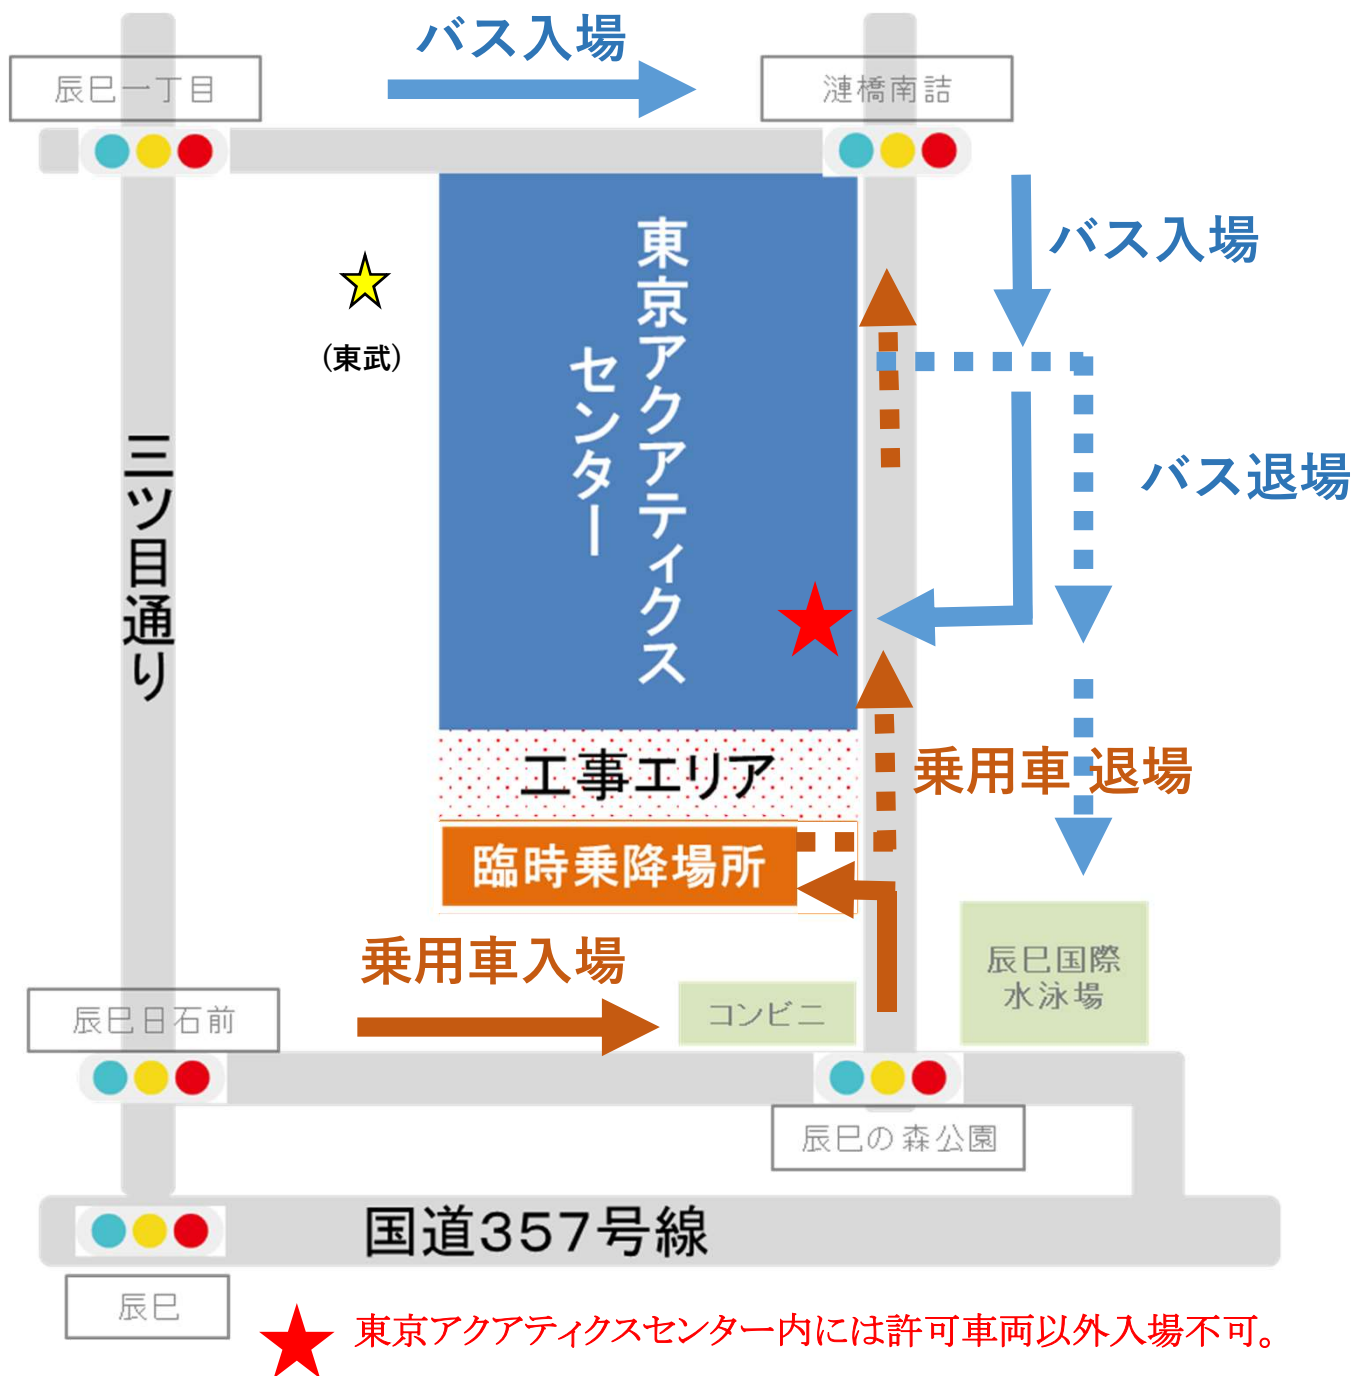 バス入場
辰巳一丁目
漣橋南詰
バス入場
東京アクアティクス
センター
(東武)
三ツ目通り
バス退場
工事エリア
乗用車 退場
臨時乗降場所
乗用車入場
辰巳国際
水泳場
コンビニ
辰巳日石前
辰巳の森公園
国道357号線
辰巳
東京アクアティクスセンター内には許可車両以外入場不可。